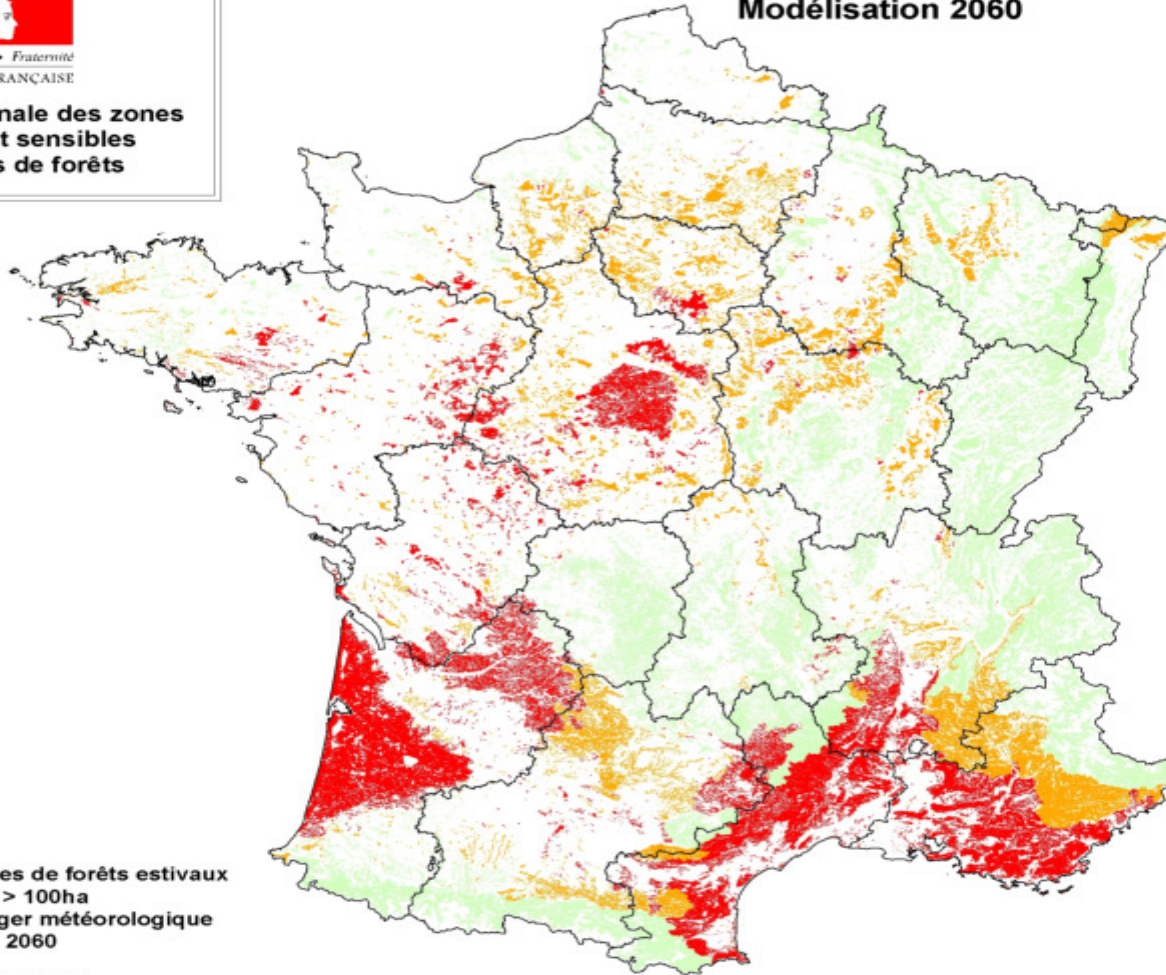 Modélisation 2060
• Fraternité
RANÇAISE
nale des zones
t sensibles
s de forêts
es de forêts estivaux
> 100ha
ger météorologique
2060